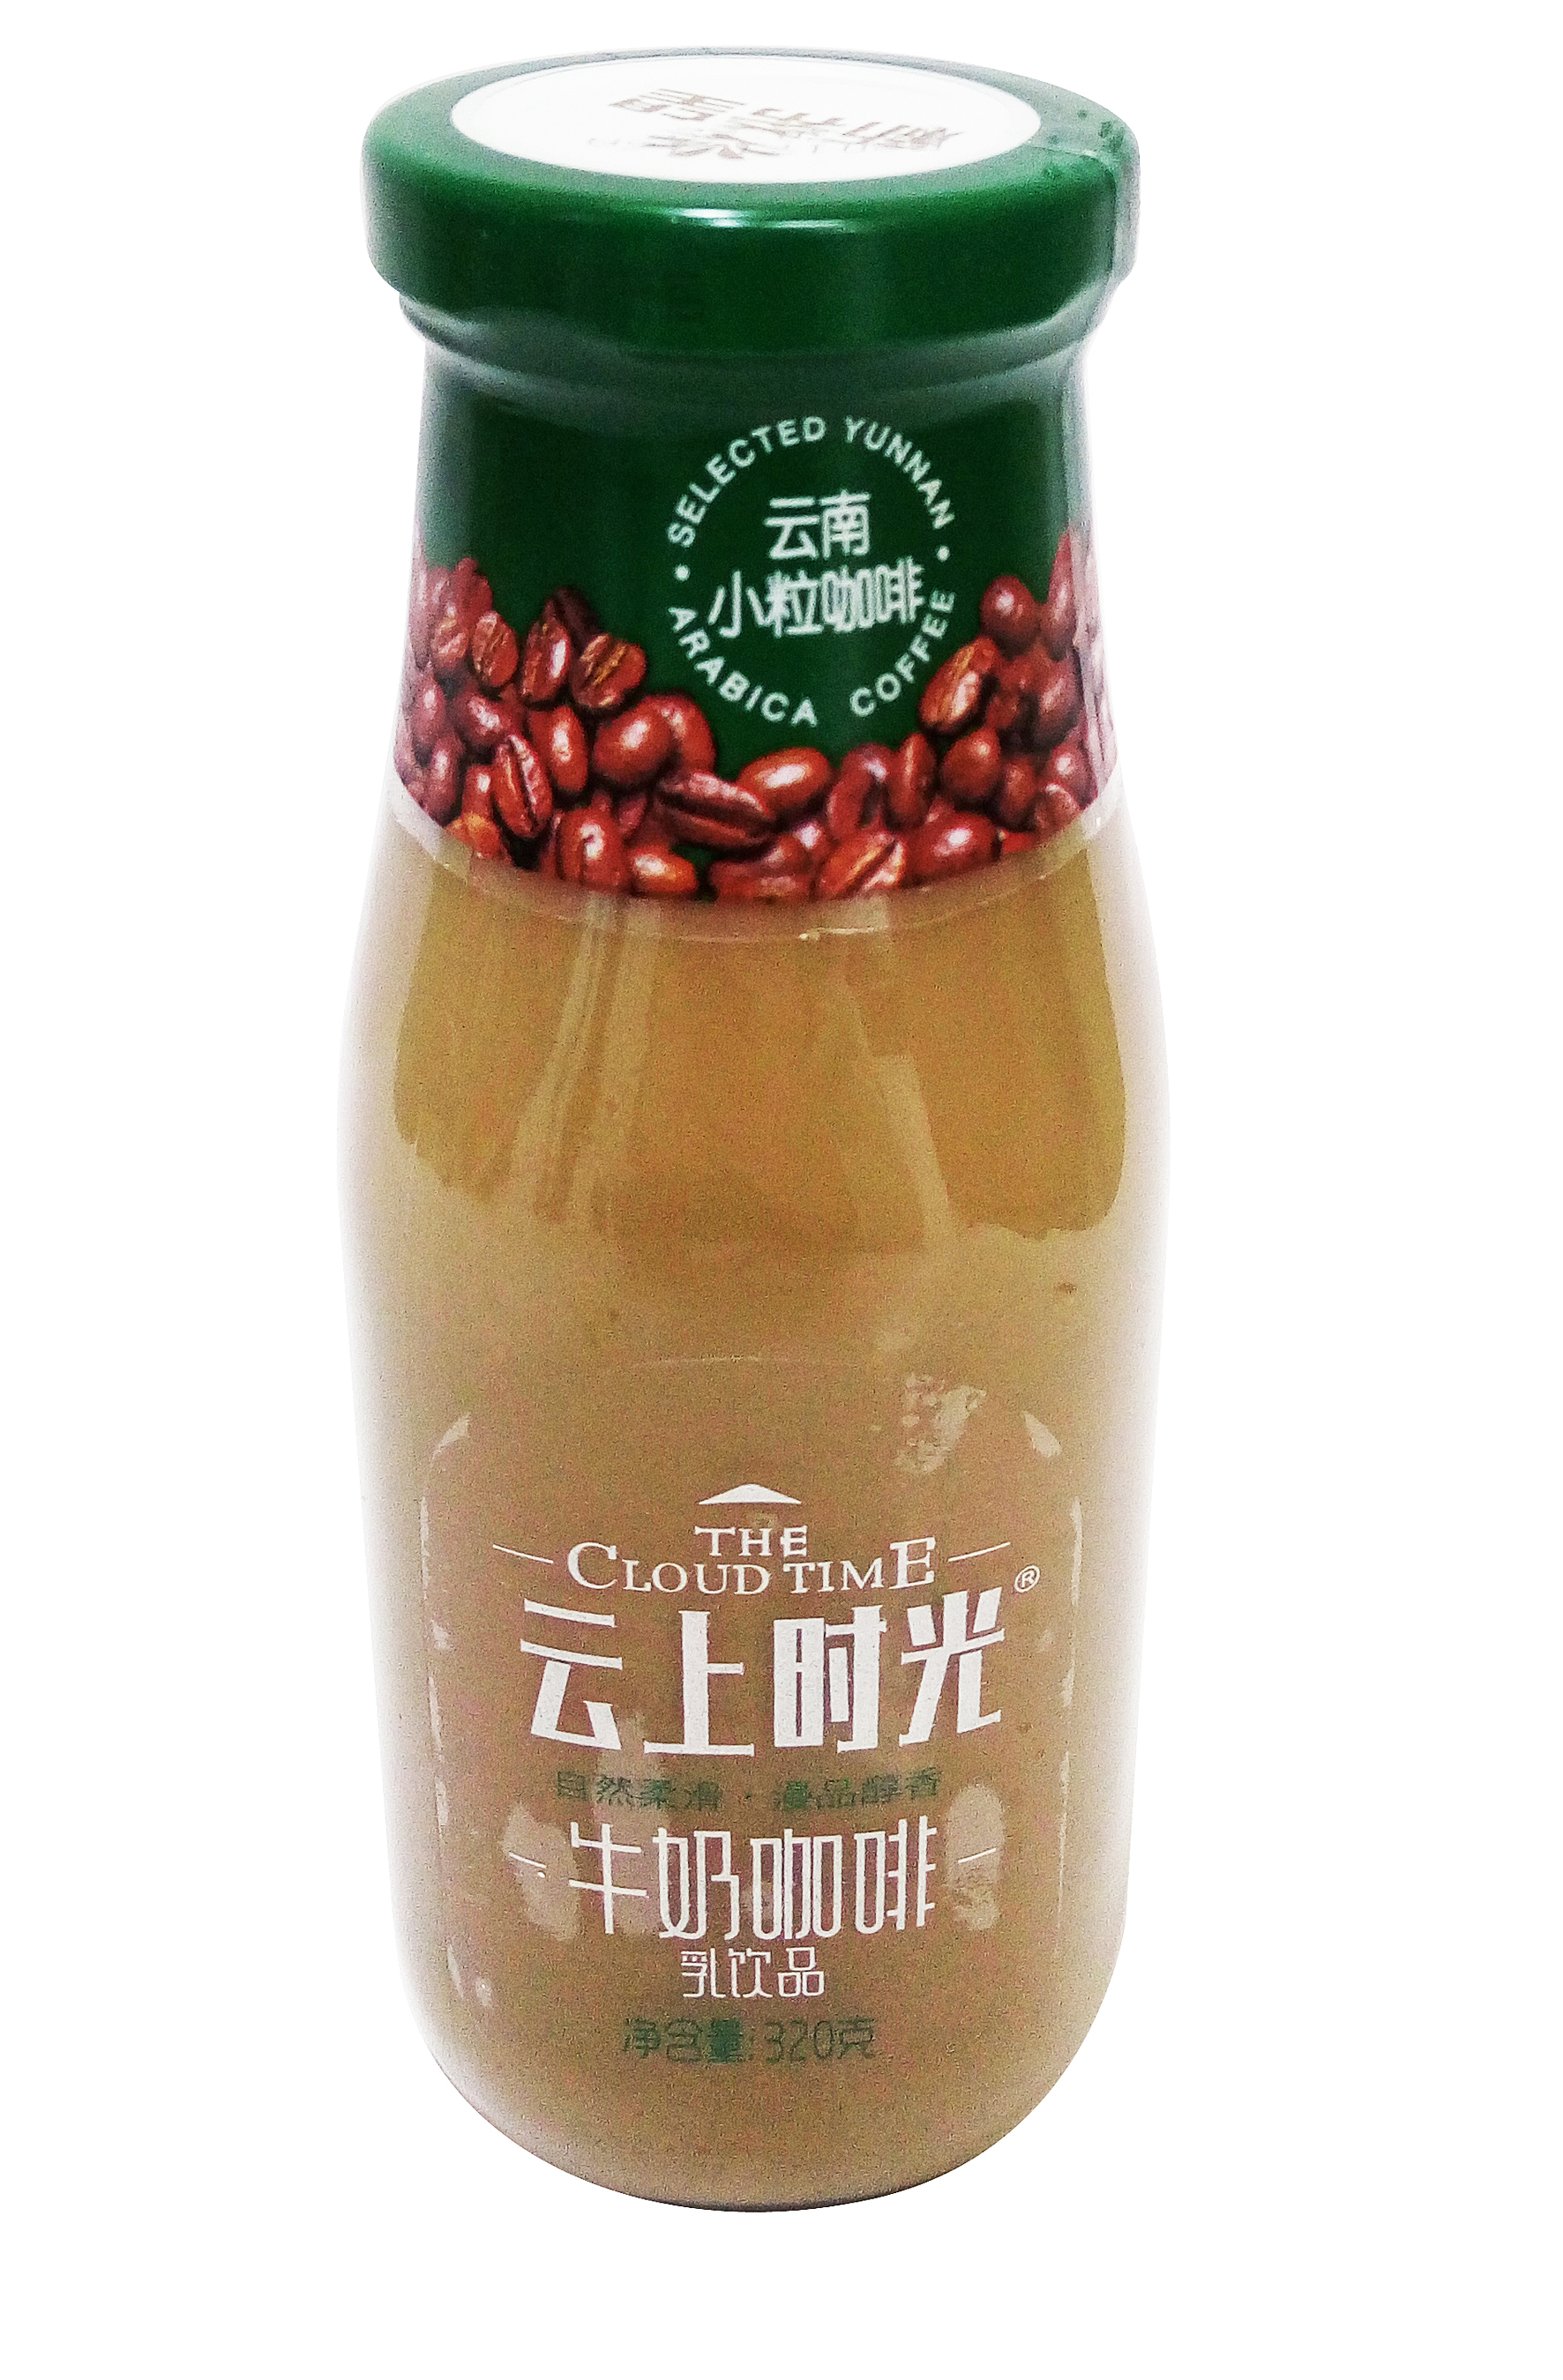 SELECTED YUNNAN
云南
小粒咖啡
ARABICA COFFEE
THE
CLOUD TIME
云上时光®
自然柔滑·漫品醇香
牛奶咖啡
乳饮品
净含量:320克